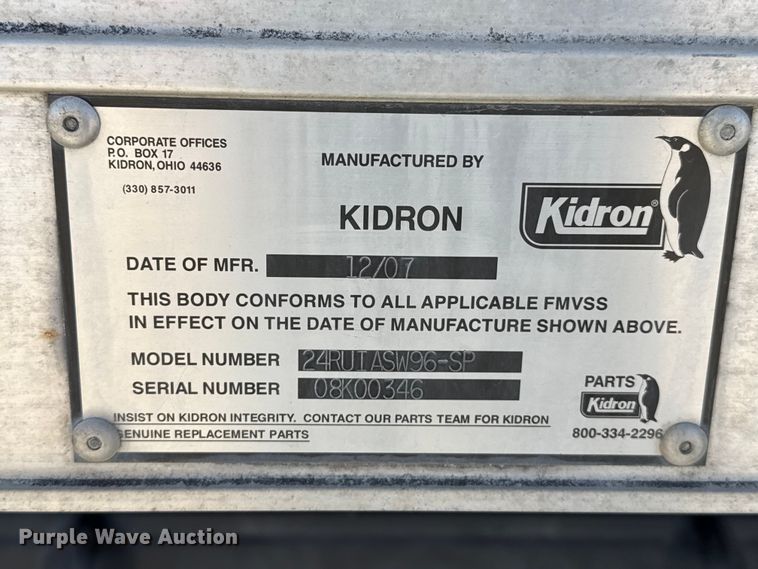 CORPORATE OFFICES
P.O. BOX 17
KIDRON, OHIO 44636
(330) 857-3011
MANUFACTURED BY
KIDRON
Kidron®
DATE OF MFR. 12/07
THIS BODY CONFORMS TO ALL APPLICABLE FMVSS
IN EFFECT ON THE DATE OF MANUFACTURE SHOWN ABOVE.
MODEL NUMBER 24RUTASW96-SP
SERIAL NUMBER 08K00346
PARTS
Kidron
800-334-2296
INSIST ON KIDRON INTEGRITY. CONTACT OUR PARTS TEAM FOR KIDRON
GENUINE REPLACEMENT PARTS
Purple Wave Auction®